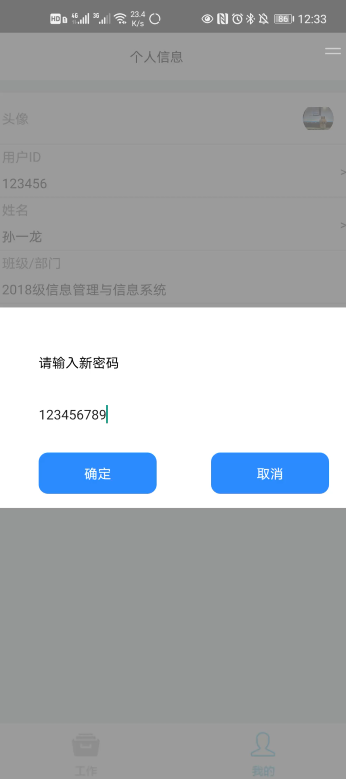 HD 4G 3G 23.4 K/s 86 12:33
个人信息
头像
用户ID
123456
姓名
孙一龙
班级/部门
2018级信息管理与信息系统
请输入新密码
123456789
确定 取消
工作 我的